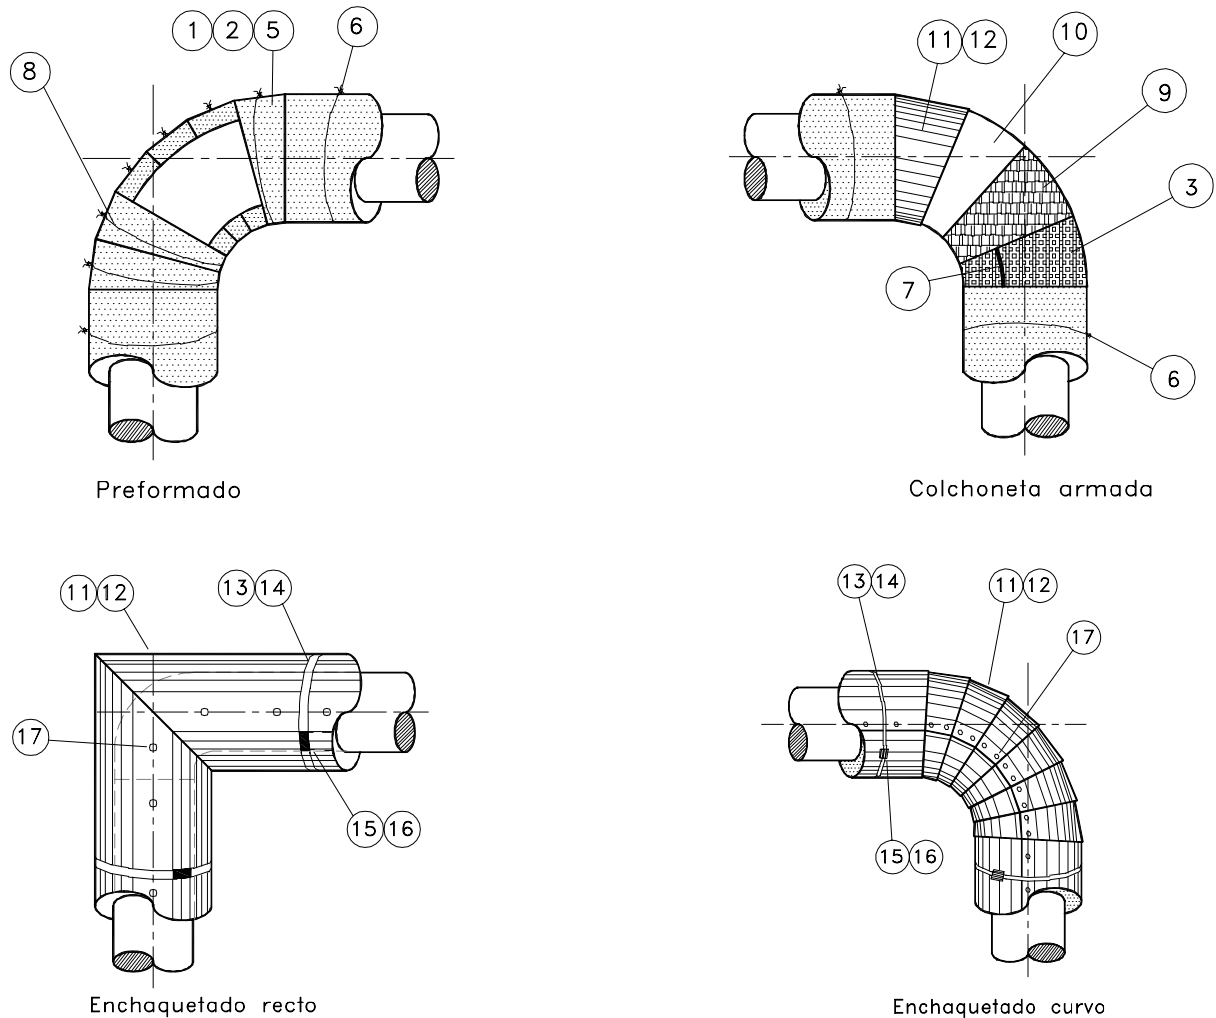 1 2 5 6
8
Preformado
11 12 10
9
3
7
6
Colchoneta armada
11 12 13 14
17
15 16
Enchaquetado recto
13 14 11 12
17
15 16
Enchaquetado curvo